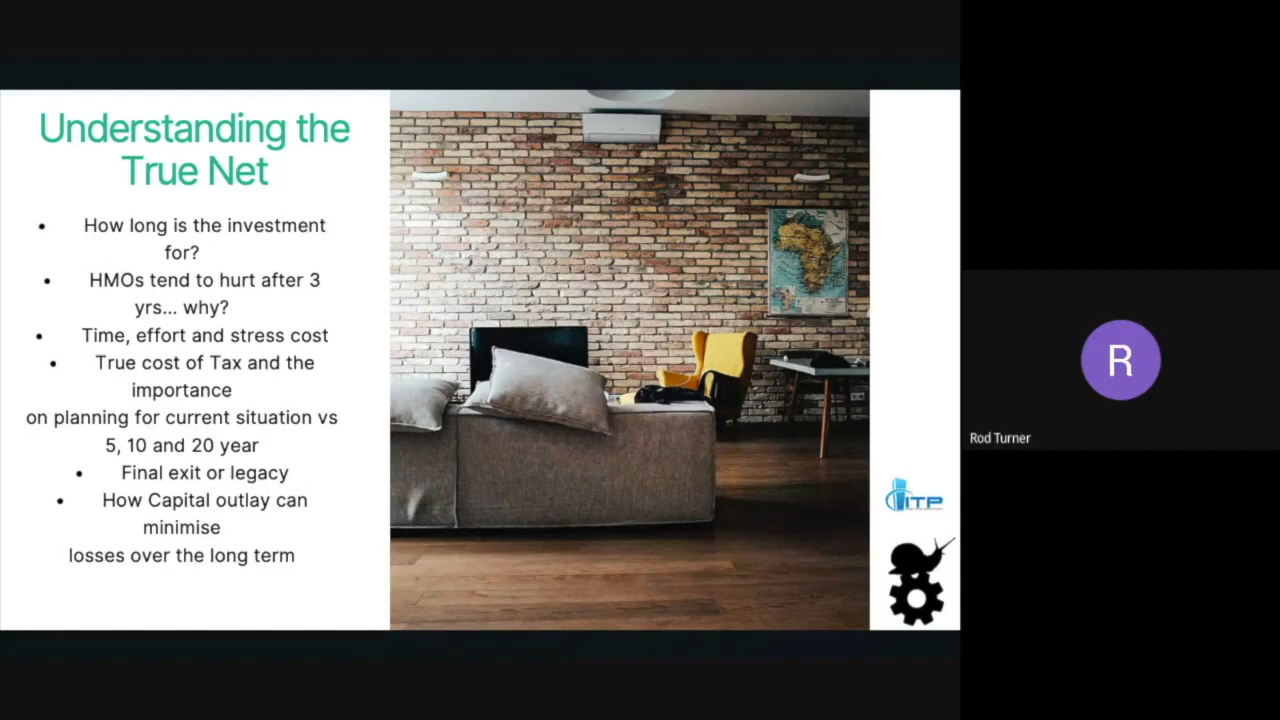 Understanding the
True Net
• How long is the investment
for?
• HMOs tend to hurt after 3
yrs... why?
• Time, effort and stress cost
• True cost of Tax and the
importance
on planning for current situation vs
5, 10 and 20 year
• Final exit or legacy
• How Capital outlay can
minimise
losses over the long term
ITP
R
Rod Turner